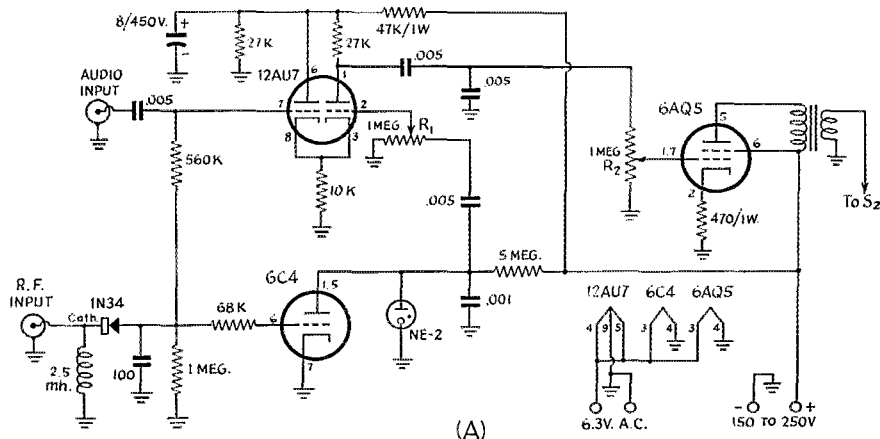 8/450V.
+
-
27K
6
12AU7
27K
1
47K/1W
.005
.005
AUDIO
INPUT
.005
7
8
3
2
1MEG.
R1
560K
10K
.005
1MEG
R2
6AQ5
5
1,7
6
2
470/1W.
To S2
R.F.
INPUT
Cath.
1N34
2.5
mh.
100
1 MEG.
68K
6C4
1,5
6
7
NE-2
5 MEG.
.001
12AU7
6C4
6AQ5
4
9
5
3
4
3
4
6.3V. A.C.
-
+
150 TO 250V
(A)